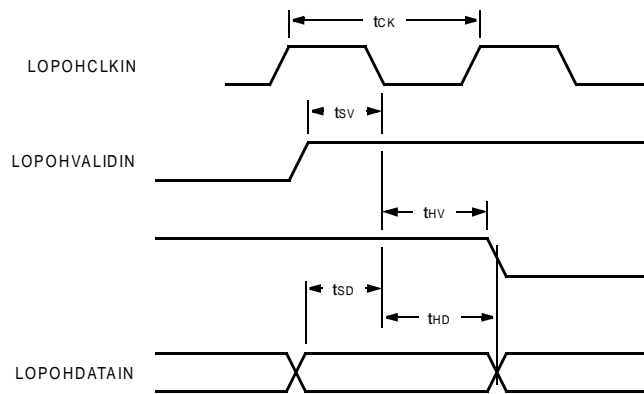 tCK
LOPOHCLKIN
tSV
LOPOHVALIDIN
tHV
tSD
tHD
LOPOHDATAIN